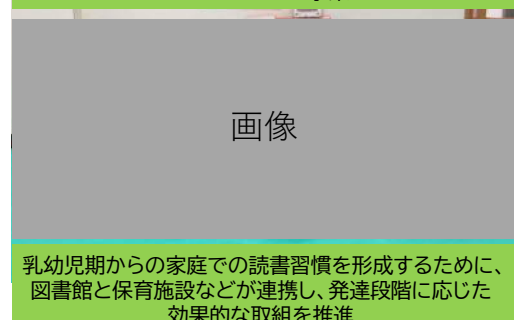 画像
乳幼児期からの家庭での読書習慣を形成するために、
図書館と保育施設などが連携し、発達段階に応じた
効果的な取組を推進